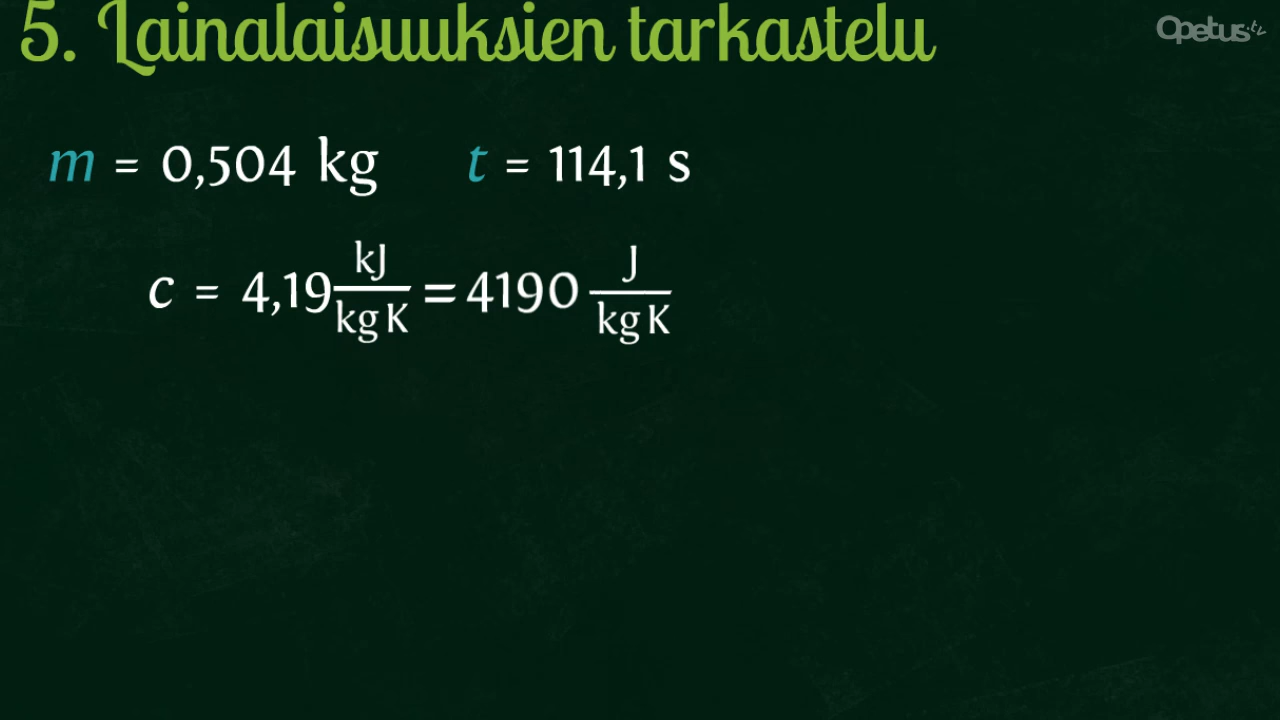 5. Lainalaisuuksien tarkastelu
Opetus.tv
m = 0,504 kg t = 114,1 s
c = 4,19 kJ/kg K = 4190 J/kg K